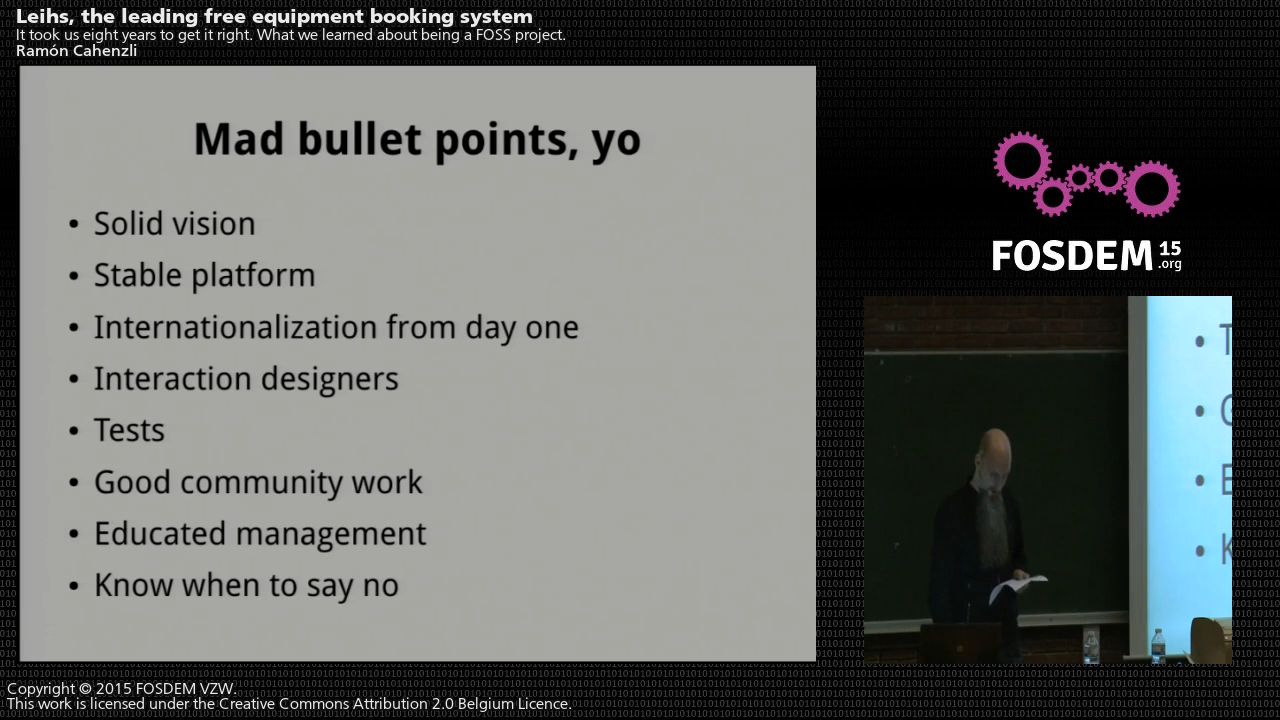 Leihs, the leading free equipment booking system
It took us eight years to get it right. What we learned about being a FOSS project.
Ramón Cahenzli
Mad bullet points, yo
• Solid vision
• Stable platform
• Internationalization from day one
• Interaction designers
• Tests
• Good community work
• Educated management
• Know when to say no
FOSDEM 15
.org
• T
• G
• E
• K
Copyright © 2015 FOSDEM VZW.
This work is licensed under the Creative Commons Attribution 2.0 Belgium Licence.